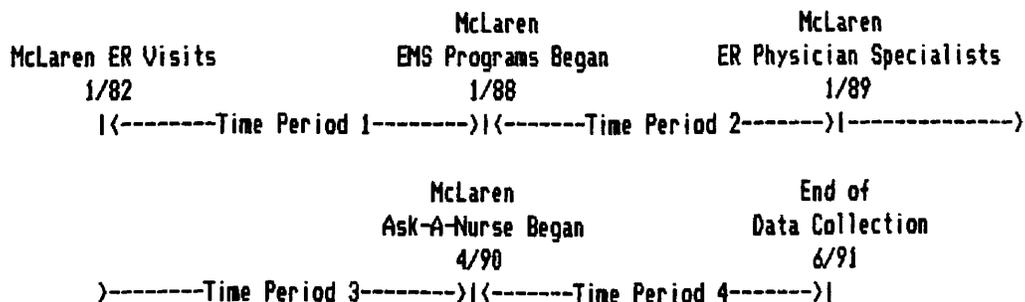 McLaren McLaren
McLaren ER Visits EMS Programs Began ER Physician Specialists
1/82 1/88 1/89
|<--------Time Period 1-------->|<-------Time Period 2------->|-------------->
McLaren End of
Ask-A-Nurse Began Data Collection
4/90 6/91
>--------Time Period 3-------->|<-------Time Period 4------->|